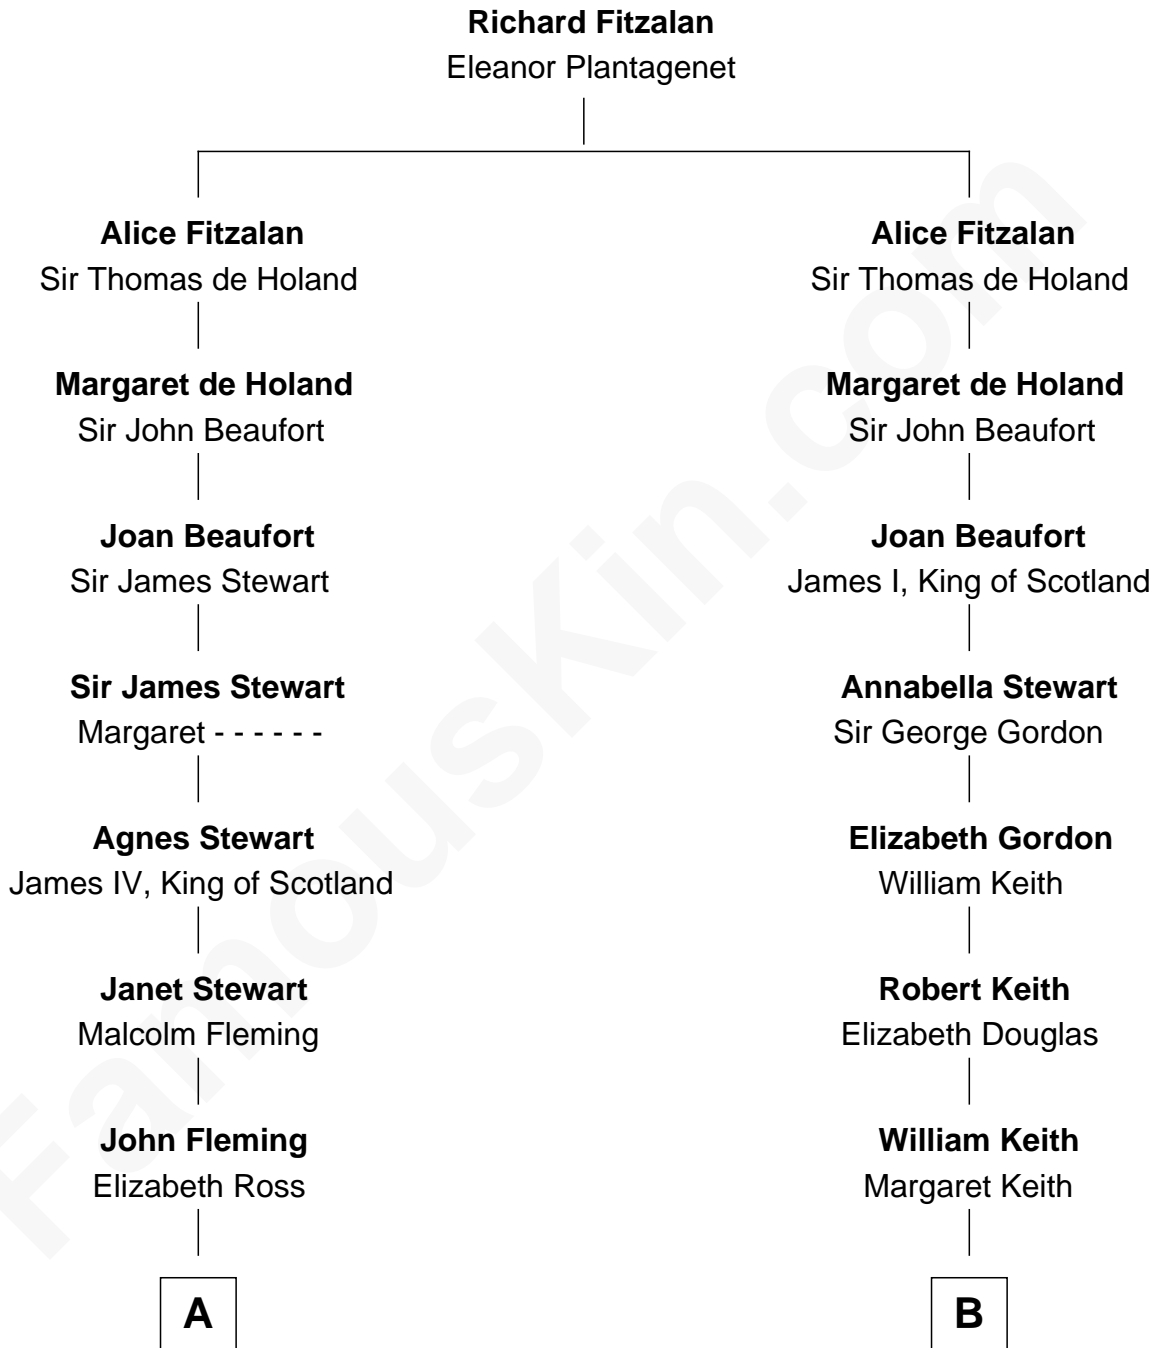 Richard Fitzalan
Eleanor Plantagenet
Alice Fitzalan
Sir Thomas de Holand
Margaret de Holand
Sir John Beaufort
Joan Beaufort
Sir James Stewart
Sir James Stewart
Margaret - - - - - -
Agnes Stewart
James IV, King of Scotland
Janet Stewart
Malcolm Fleming
John Fleming
Elizabeth Ross
A
Alice Fitzalan
Sir Thomas de Holand
Margaret de Holand
Sir John Beaufort
Joan Beaufort
James I, King of Scotland
Annabella Stewart
Sir George Gordon
Elizabeth Gordon
William Keith
Robert Keith
Elizabeth Douglas
William Keith
Margaret Keith
B
FamousKin.com